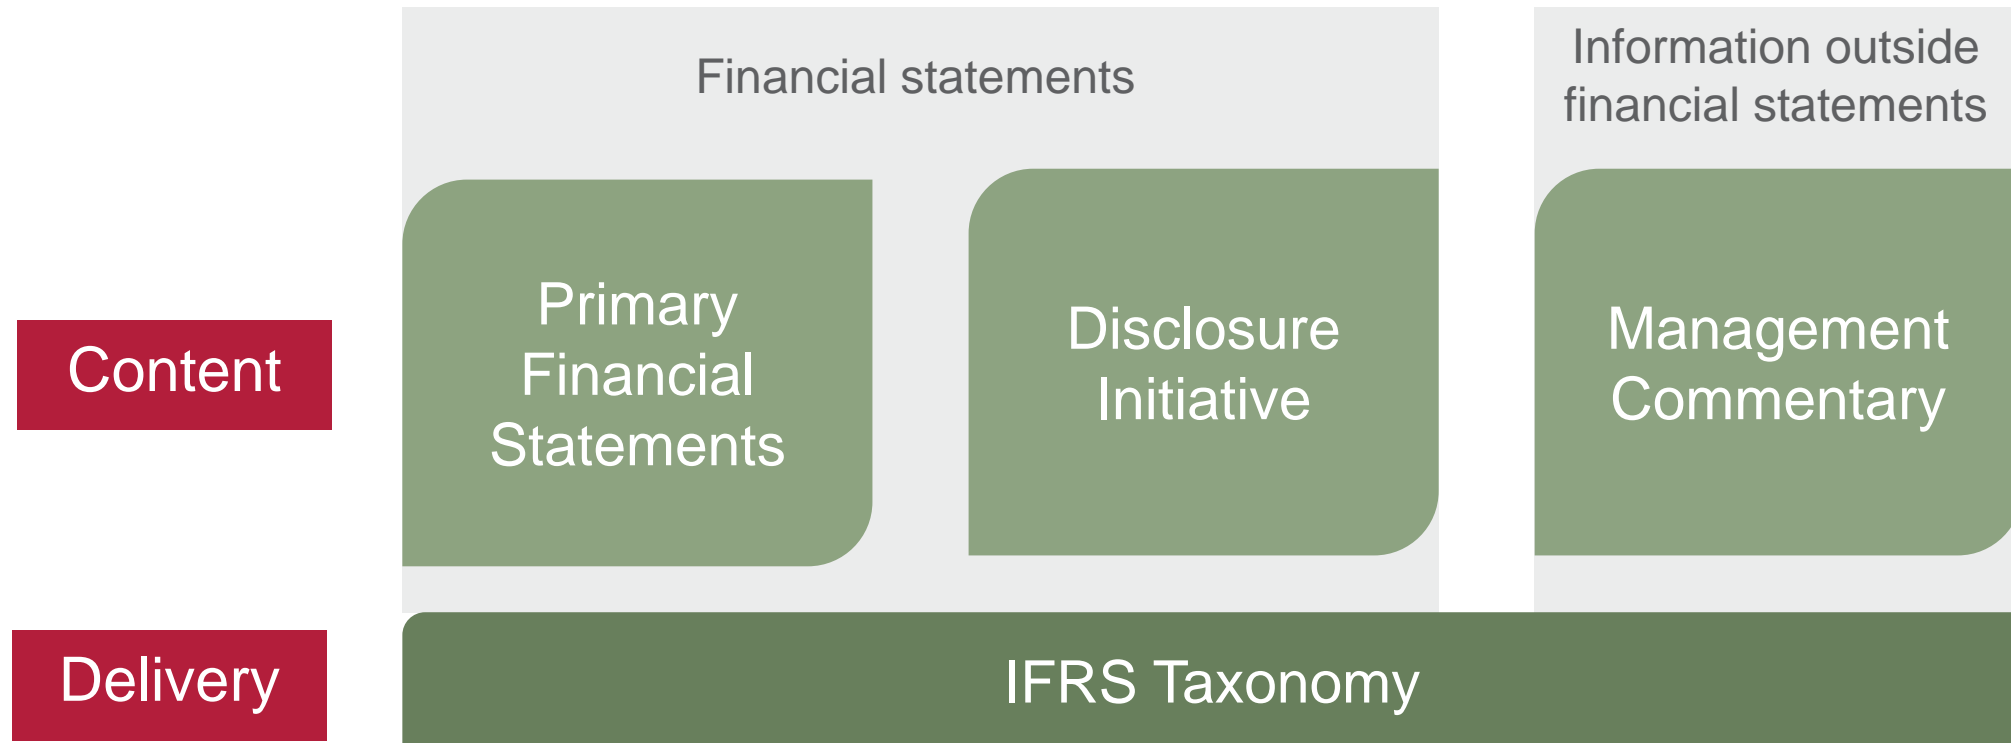 Financial statements
Information outside
financial statements
Content
Primary
Financial
Statements
Disclosure
Initiative
Management
Commentary
Delivery
IFRS Taxonomy